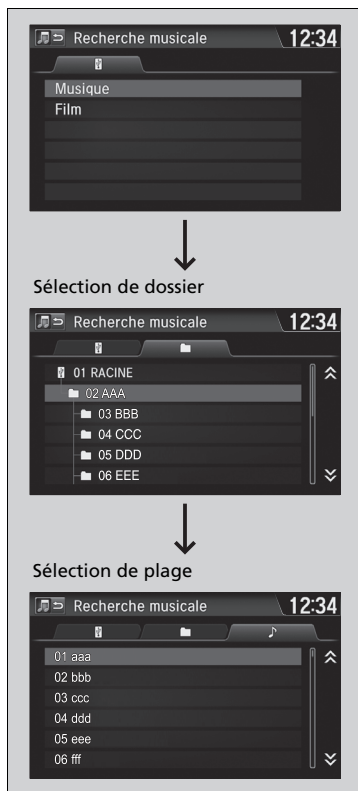 Recherche musicale 12:34
Musique
Film
Sélection de dossier
Recherche musicale 12:34
01 RACINE
02 AAA
03 BBB
04 CCC
05 DDD
06 EEE
Sélection de plage
Recherche musicale 12:34
01 aaa
02 bbb
03 ccc
04 ddd
05 eee
06 fff